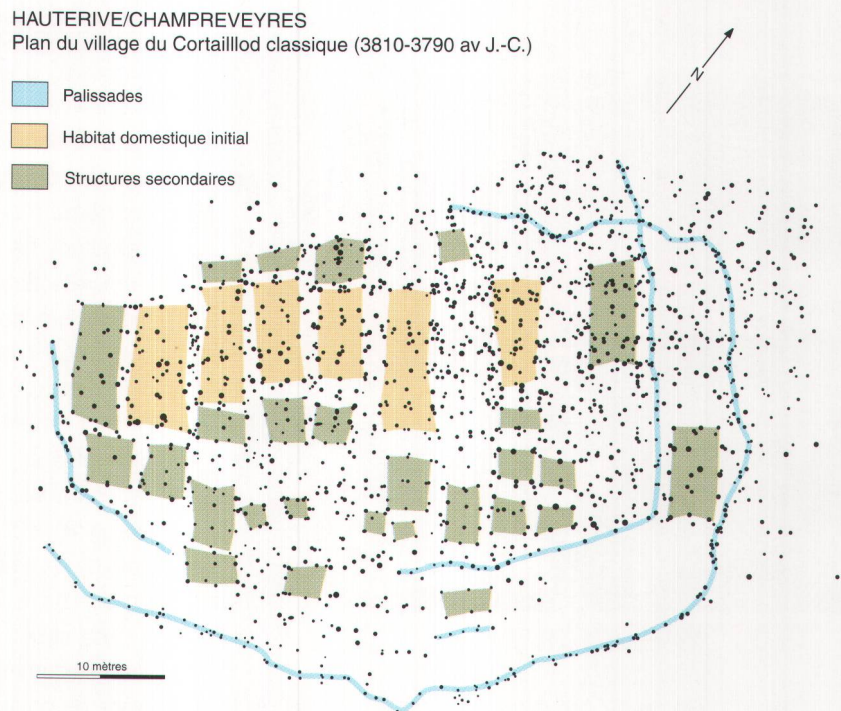 HAUTERIVE/CHAMPREVEYRES
Plan du village du Cortailllod classique (3810-3790 av J.-C.)
N
Palissades
Habitat domestique initial
Structures secondaires
10 mètres